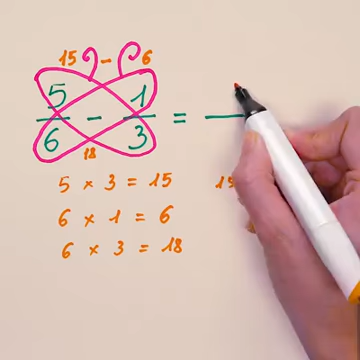 15 - 6
5/6 - 1/3 =
18
5 × 3 = 15
6 × 1 = 6
6 × 3 = 18